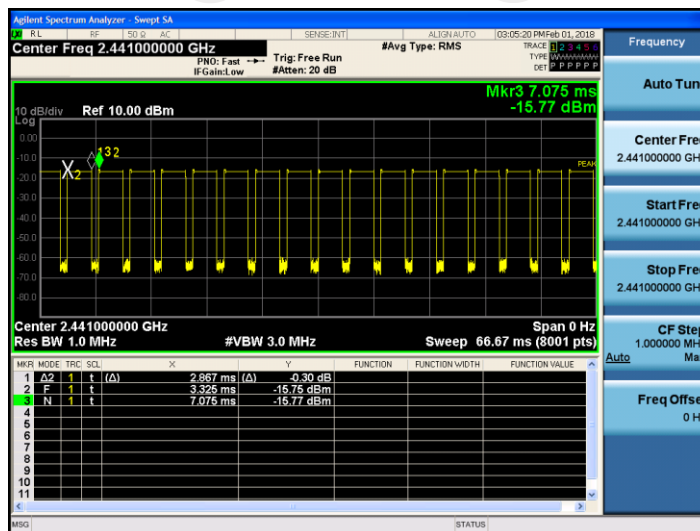 Agilent Spectrum Analyzer - Swept SA
RL RF 50 Ω AC SENSE:INT ALIGN AUTO 03:05:20 PM Feb 01, 2018
Center Freq 2.441000000 GHz
PNO: Fast
IFGain:Low
Trig: Free Run
#Atten: 20 dB
#Avg Type: RMS
TRACE 1 2 3 4 5 6
TYPE W
DET P P P P P P
Mkr3 7.075 ms
-15.77 dBm
10 dB/div Ref 10.00 dBm
Log
0.00
-10.0
-20.0
-30.0
-40.0
-50.0
-60.0
-70.0
-80.0
1 3 2
X2
PEAK
Center 2.441000000 GHz Span 0 Hz
Res BW 1.0 MHz #VBW 3.0 MHz Sweep 66.67 ms (8001 pts)
MKR MODE TRC SCL X Y FUNCTION FUNCTION WIDTH FUNCTION VALUE
1 Δ2 1 t (Δ) 2.867 ms (Δ) -0.30 dB
2 F 1 t 3.325 ms -15.75 dBm
3 N 1 t 7.075 ms -15.77 dBm
4
5
6
7
8
9
10
11
MSG STATUS
Frequency
Auto Tun
Center Fre
2.441000000 GH
Start Fre
2.441000000 GH
Stop Fre
2.441000000 GH
CF Ste
1.000000 MH
Auto Ma
Freq Offse
0 H